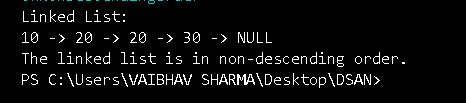 Linked List:
10 -> 20 -> 20 -> 30 -> NULL
The linked list is in non-descending order.
PS C:\Users\VAIBHAV SHARMA\Desktop\DSAN>